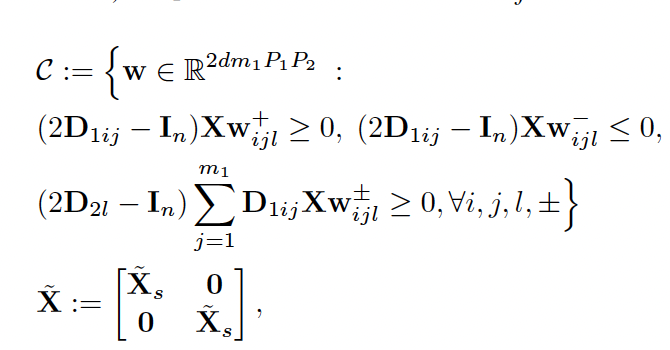 𝒞 := {𝐰 ∈ ℝ^{2dm_1P_1P_2} :
(2𝐃_{1ij} − 𝐈_n)𝐗𝐰^+_{ijl} ≥ 0, (2𝐃_{1ij} − 𝐈_n)𝐗𝐰^−_{ijl} ≤ 0,
(2𝐃_{2l} − 𝐈_n) ∑_{j=1}^{m_1} 𝐃_{1ij}𝐗𝐰^±_{ijl} ≥ 0, ∀i, j, l, ±}
𝐗̃ := [𝐗̃_s 𝟎; 𝟎 𝐗̃_s],